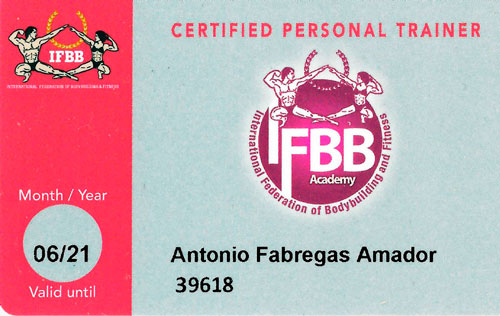 IFBB
INTERNATIONAL FEDERATION OF BODYBUILDING & FITNESS
CERTIFIED PERSONAL TRAINER
IFBB
Academy
International Federation of Bodybuilding and Fitness
Month / Year
06/21
Valid until
Antonio Fabregas Amador
39618